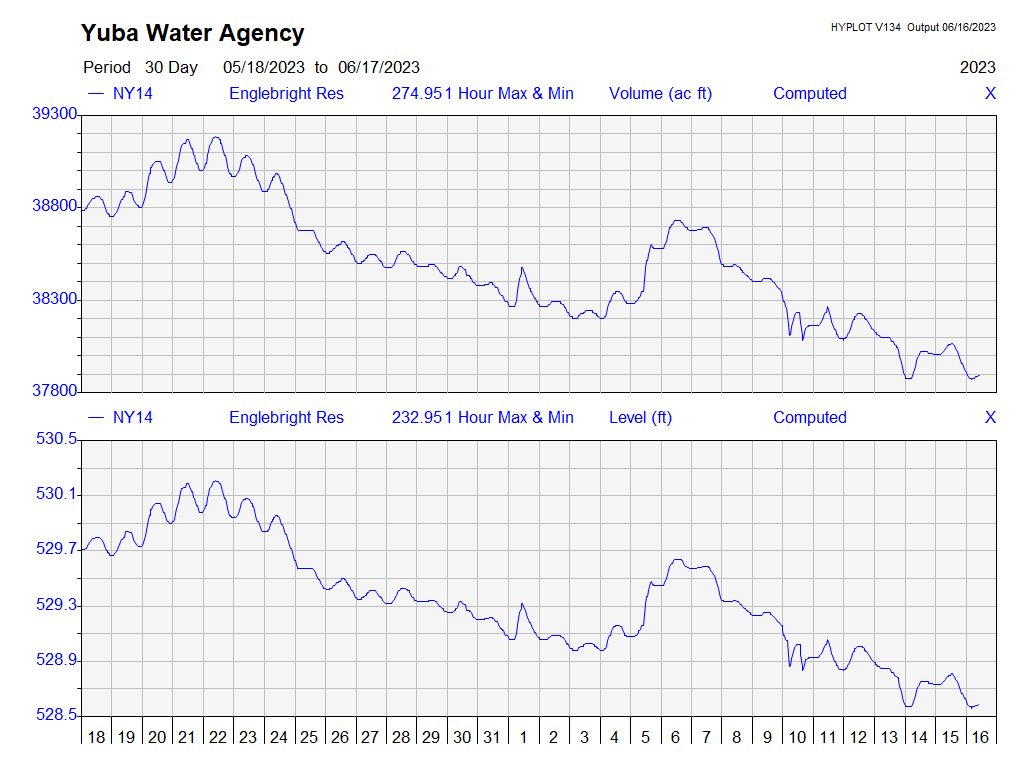 Yuba Water Agency
HYPLOT V134 Output 06/16/2023
Period 30 Day 05/18/2023 to 06/17/2023 2023
NY14 Englebright Res 274.951 Hour Max & Min Volume (ac ft) Computed X
39300
38800
38300
37800
NY14 Englebright Res 232.951 Hour Max & Min Level (ft) Computed X
530.5
530.1
529.7
529.3
528.9
528.5
18 19 20 21 22 23 24 25 26 27 28 29 30 31 1 2 3 4 5 6 7 8 9 10 11 12 13 14 15 16